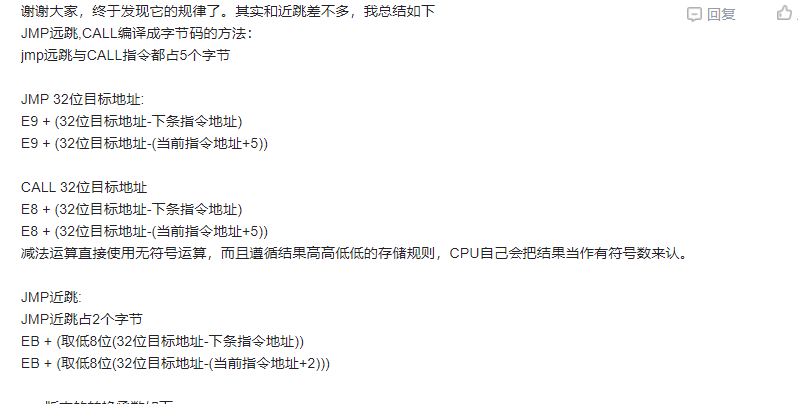 谢谢大家，终于发现它的规律了。其实和近跳差不多，我总结如下
回复
JMP远跳,CALL编译成字节码的方法：
jmp远跳与CALL指令都占5个字节
JMP 32位目标地址:
E9 + (32位目标地址-下条指令地址)
E9 + (32位目标地址-(当前指令地址+5))
CALL 32位目标地址
E8 + (32位目标地址-下条指令地址)
E8 + (32位目标地址-(当前指令地址+5))
减法运算直接使用无符号运算，而且遵循结果高高低低的存储规则，CPU自己会把结果当作有符号数来认。
JMP近跳:
JMP近跳占2个字节
EB + (取低8位(32位目标地址-下条指令地址))
EB + (取低8位(32位目标地址-(当前指令地址+2)))